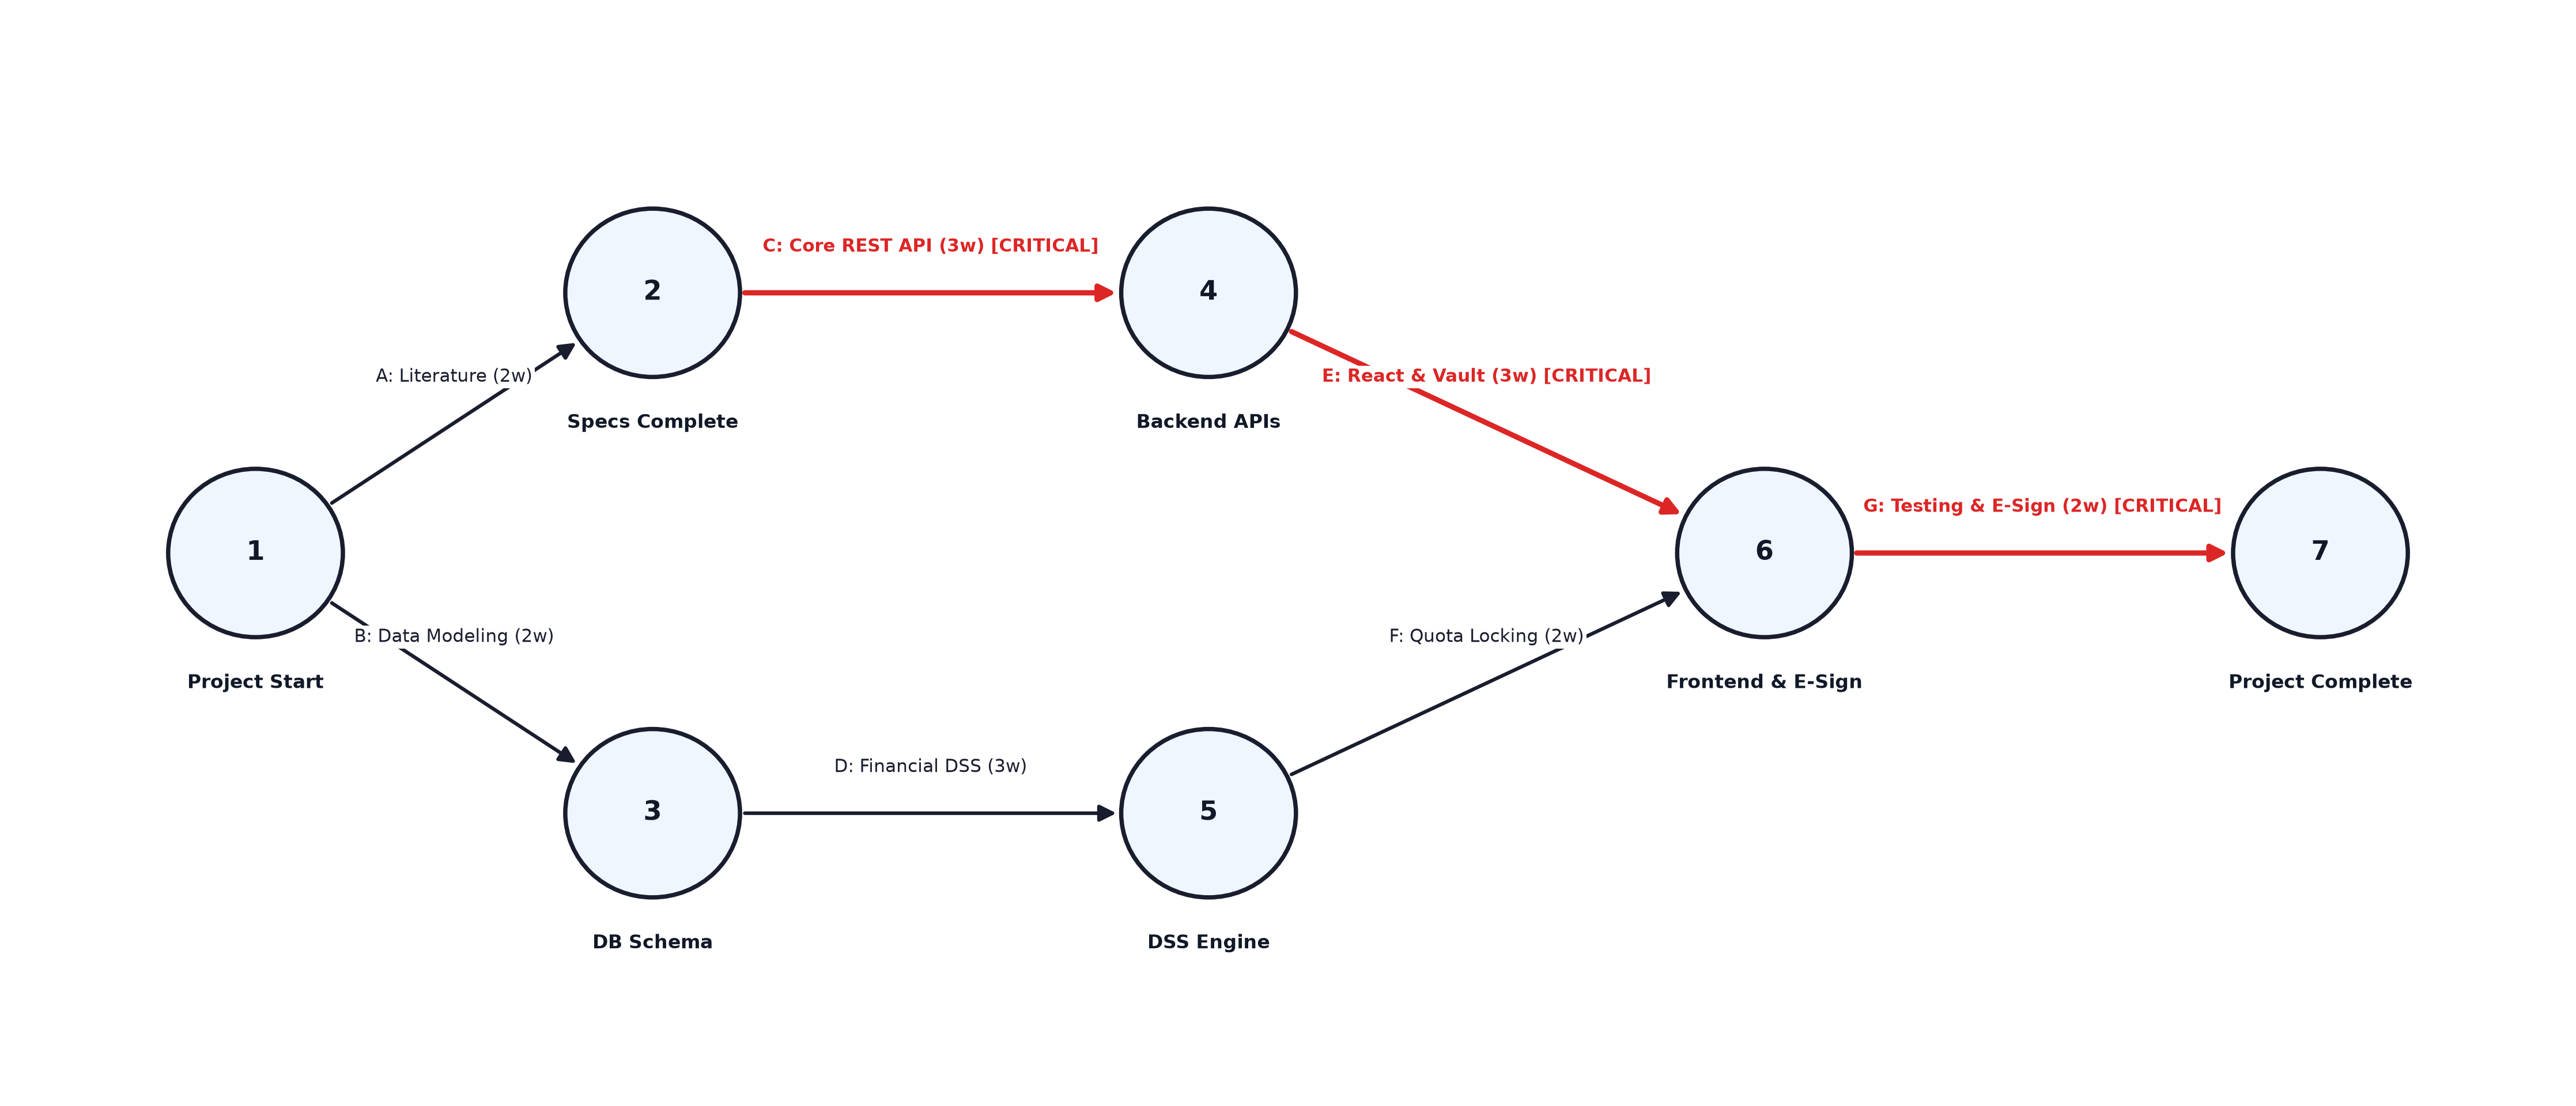 2
C: Core REST API (3w) [CRITICAL]
4
A: Literature (2w)
E: React & Vault (3w) [CRITICAL]
Specs Complete
Backend APIs
1
6
G: Testing & E-Sign (2w) [CRITICAL]
7
B: Data Modeling (2w)
F: Quota Locking (2w)
Project Start
Frontend & E-Sign
Project Complete
3
D: Financial DSS (3w)
5
DB Schema
DSS Engine